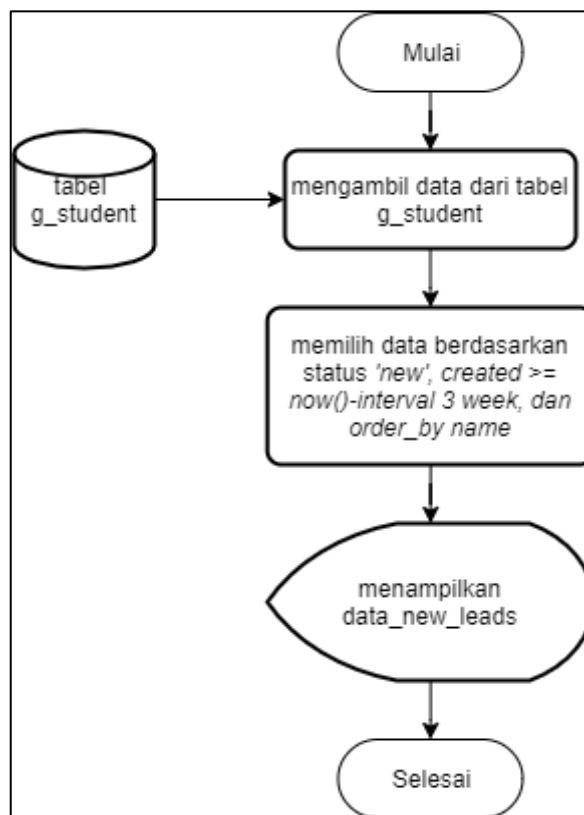 Mulai
tabel
g_student
mengambil data dari tabel
g_student
memilih data berdasarkan
status 'new', created >=
now()-interval 3 week, dan
order_by name
menampilkan
data_new_leads
Selesai